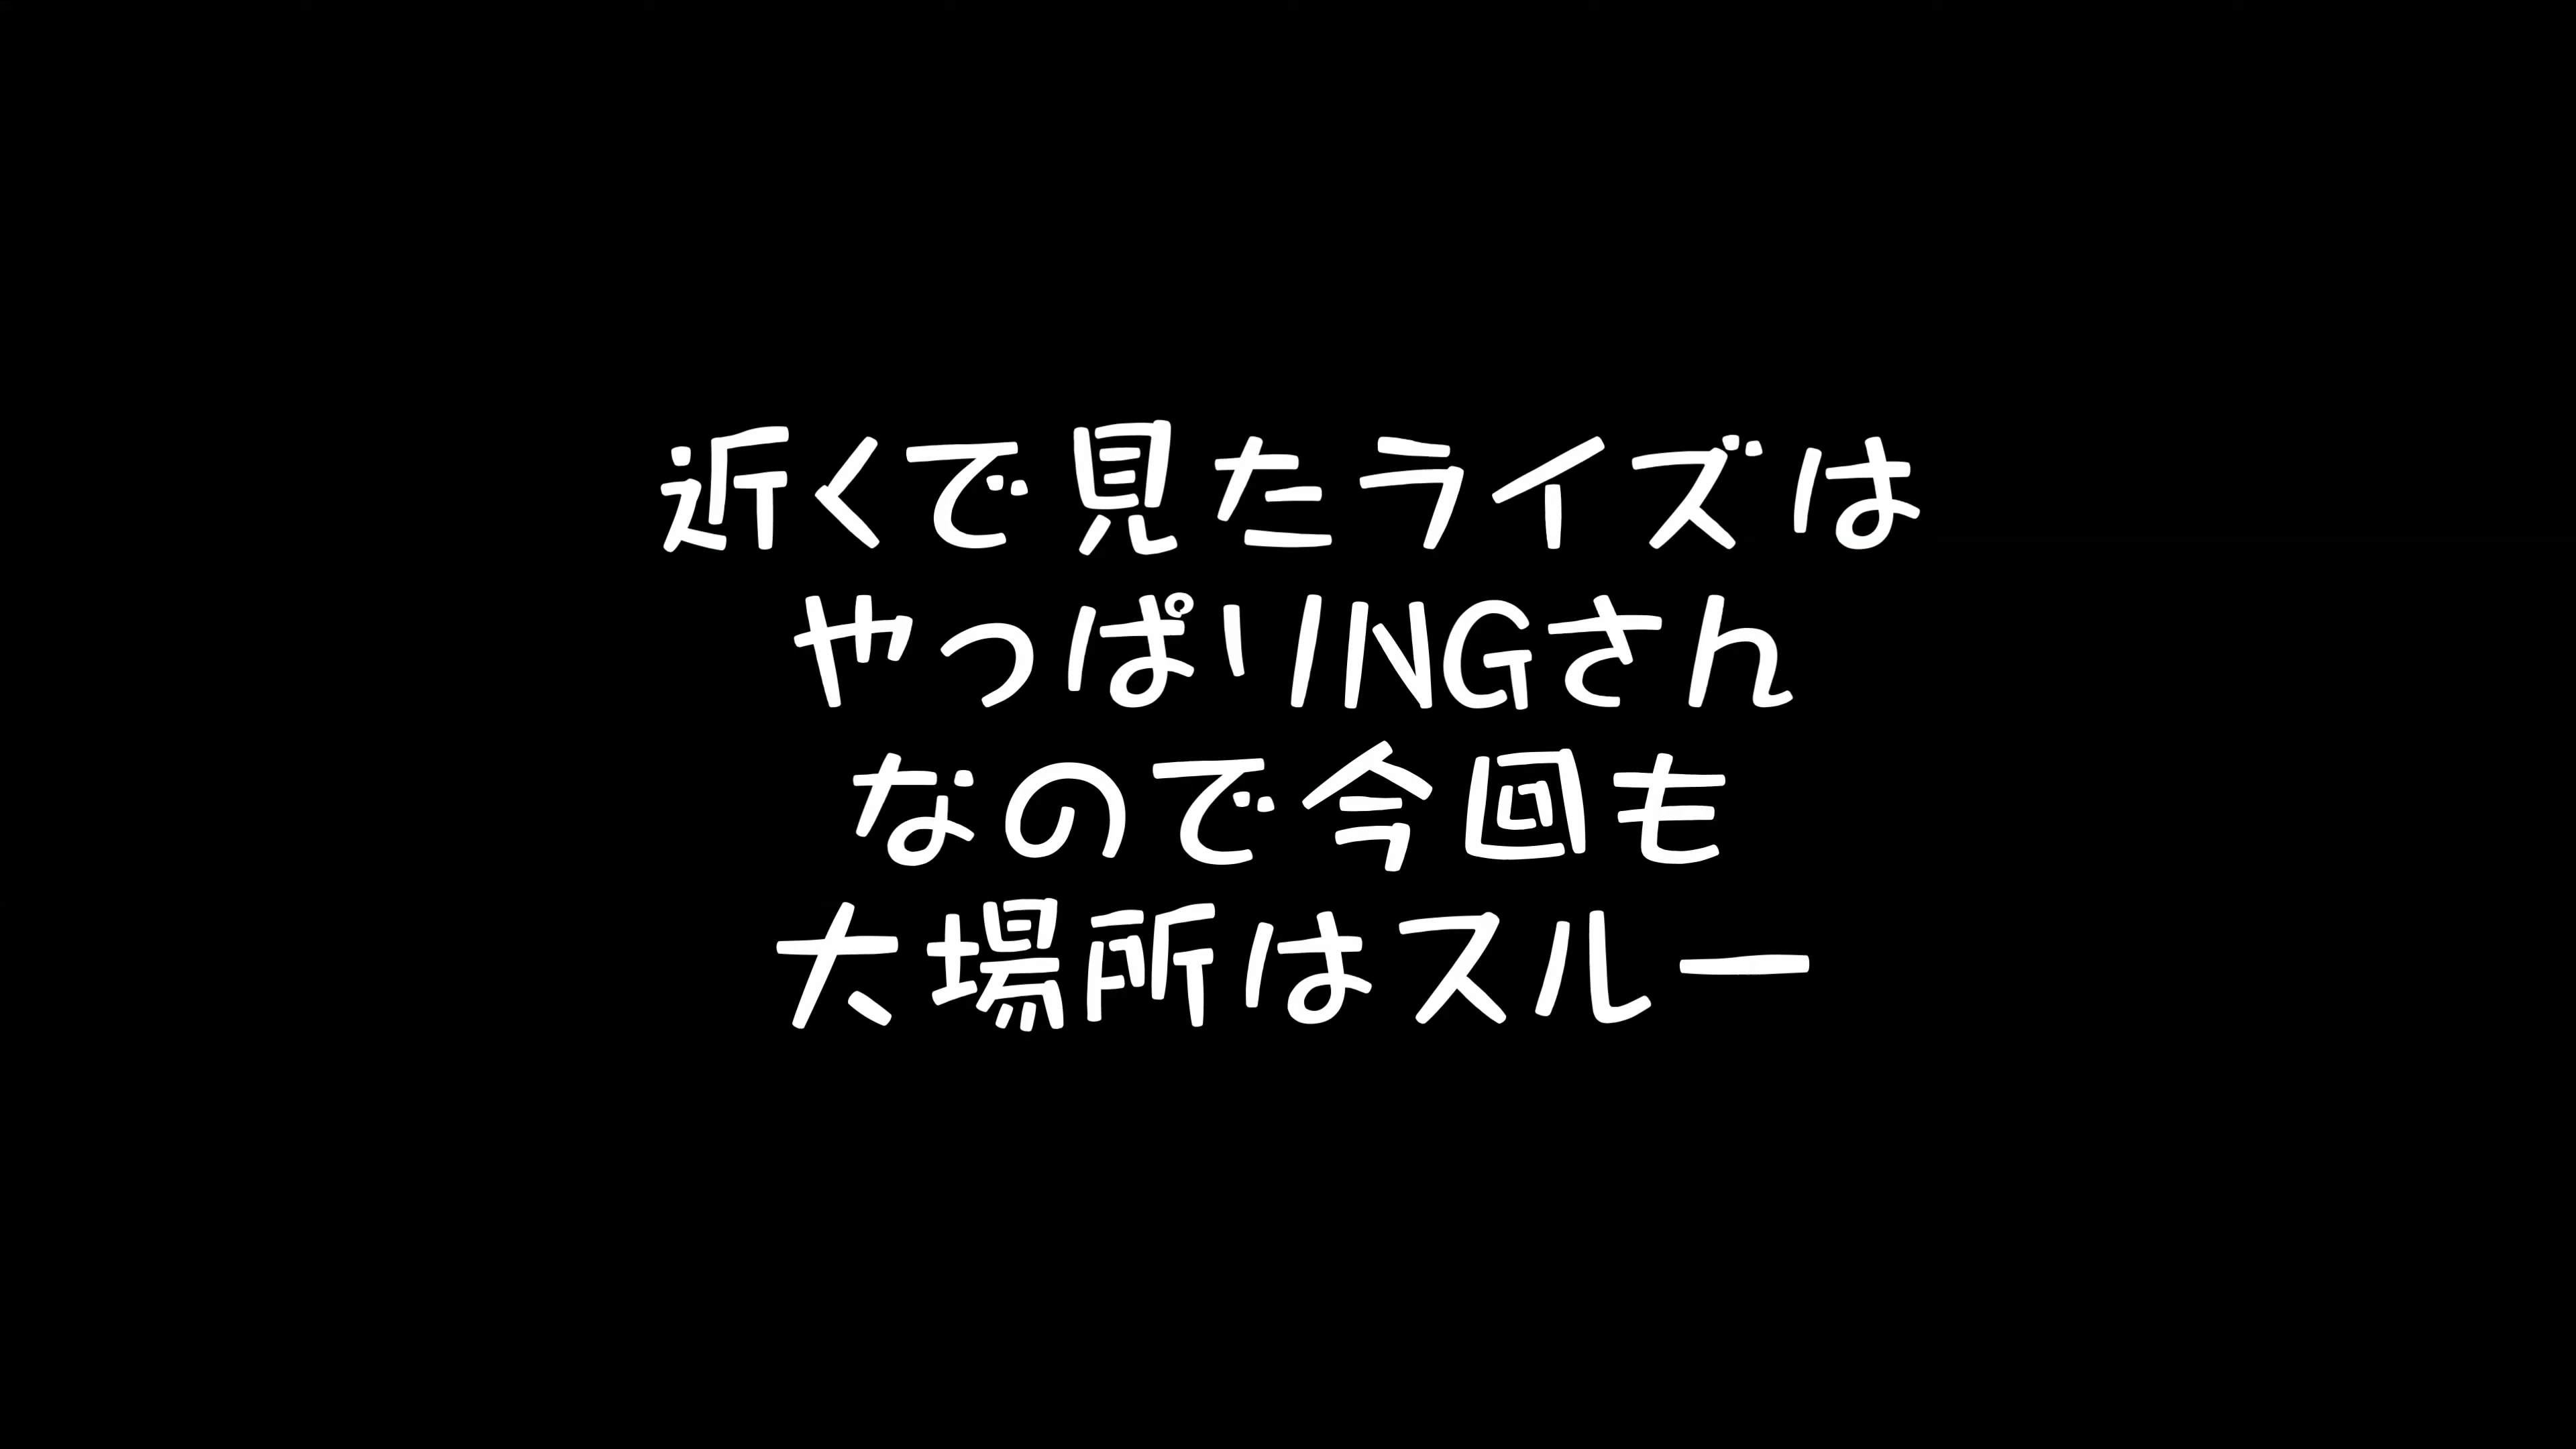 近くで見たライズは
やっぱりNGさん
なので今回も
大場所はスルー